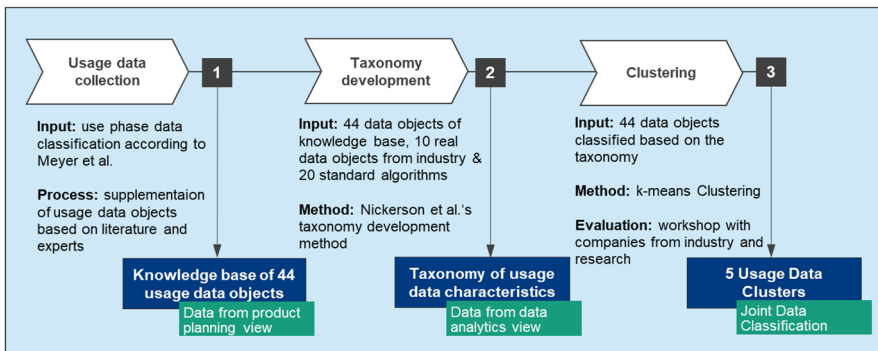 Usage data
collection
1
Input: use phase data
classification according to
Meyer et al.
Process: supplementaion
of usage data objects
based on literature and
experts
Knowledge base of 44
usage data objects
Data from product
planning view
Taxonomy
development
2
Input: 44 data objects of
knowledge base, 10 real
data objects from industry &
20 standard algorithms
Method: Nickerson et al.‘s
taxonomy development
method
Taxonomy of usage
data characteristics
Data from data
analytics view
Clustering
3
Input: 44 data objects
classified based on the
taxonomy
Method: k-means Clustering
Evaluation: workshop with
companies from industry and
research
5 Usage Data
Clusters
Joint Data
Classification